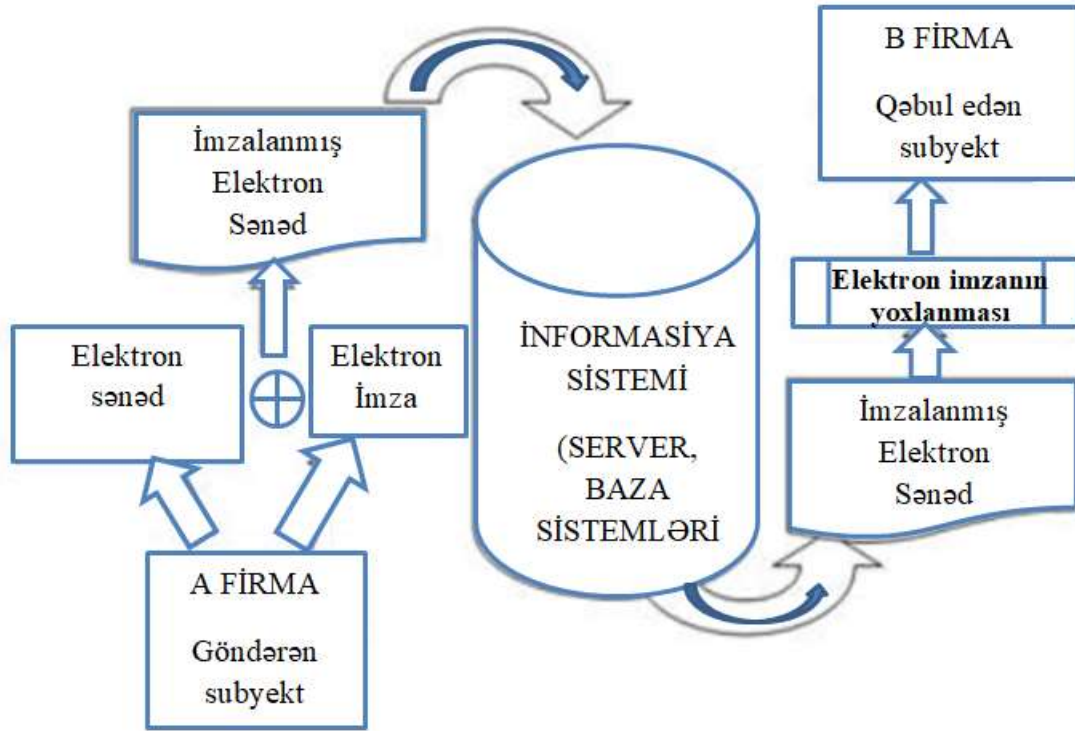 B FİRMA
Qəbul edən
subyekt
İmzalanmış
Elektron
Sənəd
Elektron imzanın
yoxlanması
Elektron
sənəd
Elektron
İmza
İNFORMASİYA
SİSTEMİ
(SERVER,
BAZA
SİSTEMLƏRİ
İmzalanmış
Elektron
Sənəd
A FİRMA
Göndərən
subyekt